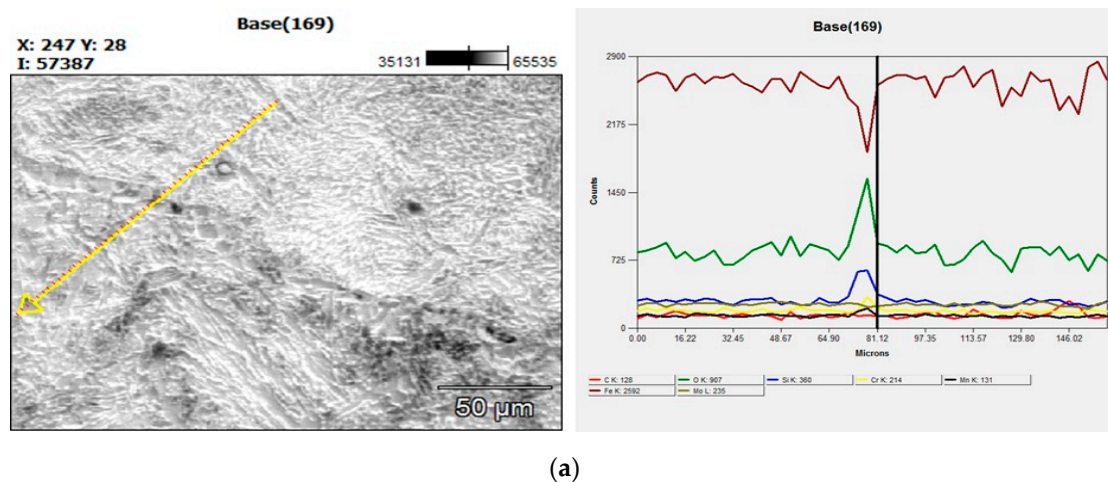 Base(169)
X: 247 Y: 28
I: 57387
35131 65535
50 µm
Base(169)
2900
2175
1450
725
0
Counts
0.00 16.22 32.45 48.67 64.90 81.12 97.35 113.57 129.80 146.02
Microns
C K: 128 O K: 907 Si K: 360 Cr K: 214 Mn K: 131
Fe K: 2592 Mo L: 235
(a)